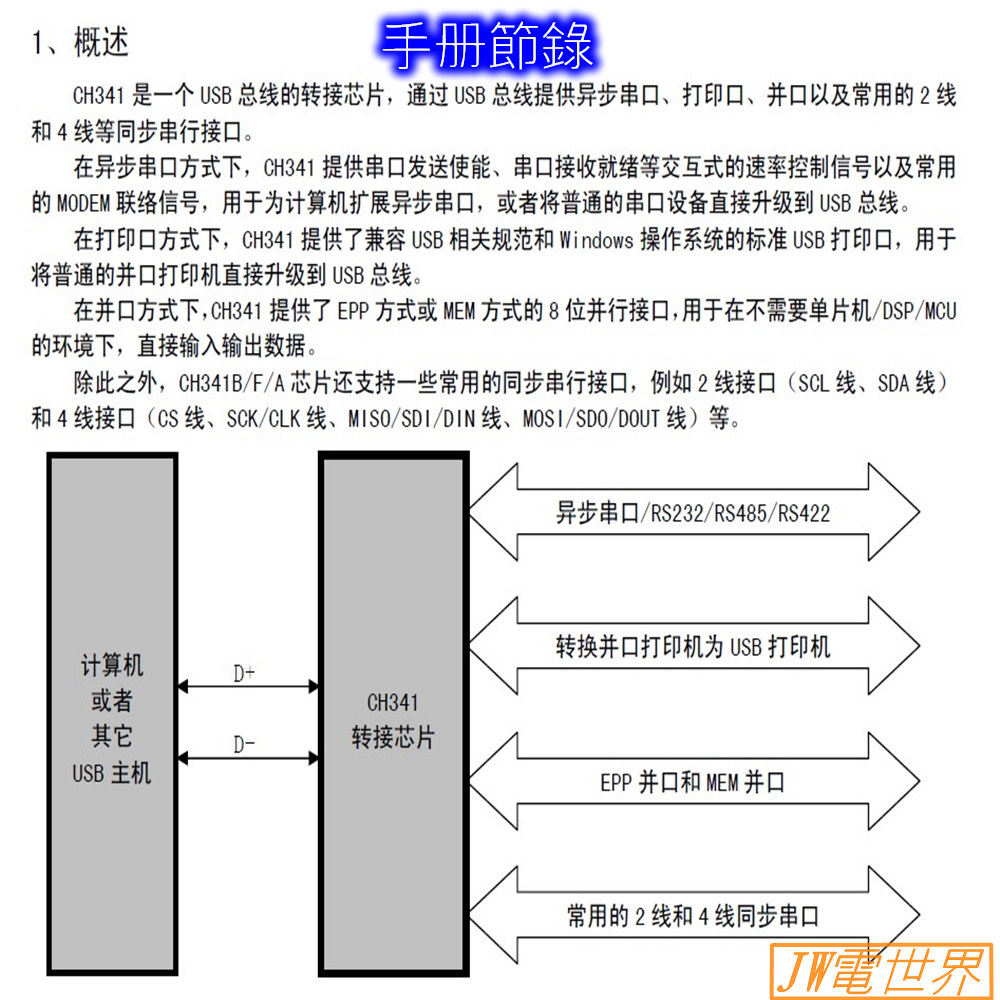 手册節錄
1、概述
CH341 是一个 USB 总线的转接芯片，通过 USB 总线提供异步串口、打印口、并口以及常用的 2 线
和 4 线等同步串行接口。
在异步串口方式下，CH341 提供串口发送使能、串口接收就绪等交互式的速率控制信号以及常用
的 MODEM 联络信号，用于为计算机扩展异步串口，或者将普通的串口设备直接升级到 USB 总线。
在打印口方式下，CH341 提供了兼容 USB 相关规范和 Windows 操作系统的标准 USB 打印口，用于
将普通的并口打印机直接升级到 USB 总线。
在并口方式下，CH341 提供了 EPP 方式或 MEM 方式的 8 位并行接口，用于在不需要单片机/DSP/MCU
的环境下，直接输入输出数据。
除此之外，CH341B/F/A 芯片还支持一些常用的同步串行接口，例如 2 线接口（SCL 线、SDA 线）
和 4 线接口（CS 线、SCK/CLK 线、MISO/SDI/DIN 线、MOSI/SDO/DOUT 线）等。
计算机
或者
其它
USB 主机
D+
D-
CH341
转接芯片
异步串口/RS232/RS485/RS422
转换并口打印机为 USB 打印机
EPP 并口和 MEM 并口
常用的 2 线和 4 线同步串口
JW電世界